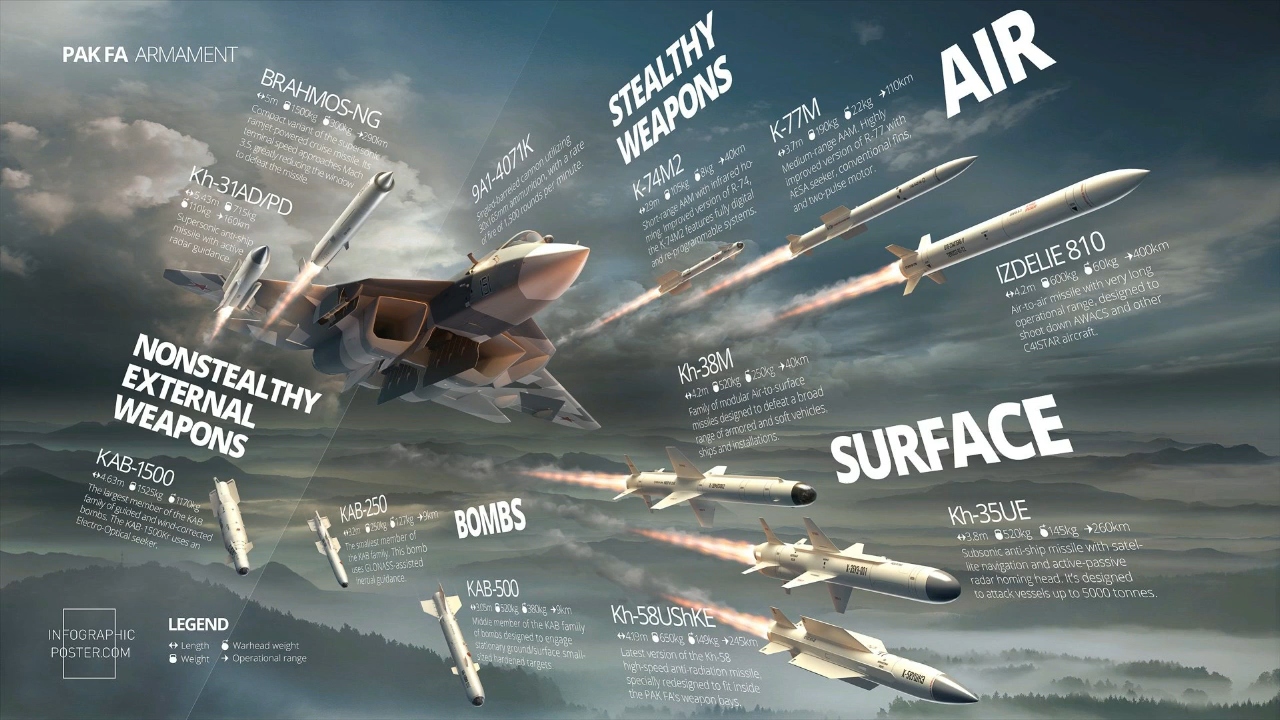 PAK FA ARMAMENT
BRAHMOS-NG
5m 1500kg 300kg 290km
Compact variant of the supersonic
ramjet powered cruise missile. Its
terminal speed approaches Mach
3.5, greatly reducing the window
to defeat the missile.
Kh-31AD/PD
5.43m 715kg
110kg 160km
Supersonic anti-ship
missile with active
radar guidance.
9A1-4071K
Single-barreled cannon utilizing
30x165mm ammunition, with a rate
of fire of 1,500 rounds per minute.
STEALTHY
WEAPONS
K-74M2
2.9m 105kg 8kg 40km
Short-range AAM with infrared ho-
ming. Improved version of R-74,
the K-74M2 features fully digital
and re-programmable systems.
K-77M
3.7m 190kg 22kg 110km
Medium-range AAM. Highly
improved version of R-77 with
AESA seeker, conventional fins,
and two-pulse motor.
AIR
IZDELIE 810
4.2m 600kg 60kg 400km
Air-to-air missile with very long
operational range, designed to
shoot down AWACS and other
C4ISTAR aircraft.
NONSTEALTHY
EXTERNAL
WEAPONS
KAB-1500
4.63m 1525kg 1170kg
The largest member of the KAB
family of guided and wind-corrected
bombs. The KAB 1500Kr uses an
Electro-Optical seeker.
KAB-250
3.2m 250kg 127kg 9km
The smallest member of
the KAB family. This bomb
uses GLONASS-assisted
inertial guidance.
BOMBS
KAB-500
3.05m 520kg 380kg 9km
Middle member of the KAB family
of bombs designed to engage
stationary ground/surface small-
sized hardened targets
Kh-38M
4.2m 520kg 250kg 40km
Family of modular Air-to-surface
missiles designed to defeat a broad
range of armored and soft vehicles,
ships and installations.
SURFACE
Kh-35UE
3.8m 520kg 145kg 260km
Subsonic anti-ship missile with satel-
lite navigation and active-passive
radar homing head. It's designed
to attack vessels up to 5000 tonnes.
Kh-58UShKE
4.19m 650kg 149kg 245km
Latest version of the Kh-58
high-speed anti-radiation missile,
specially redesigned to fit inside
the PAK FA's weapon bays.
INFOGRAPHIC
POSTER.COM
LEGEND
Length Warhead weight
Weight Operational range